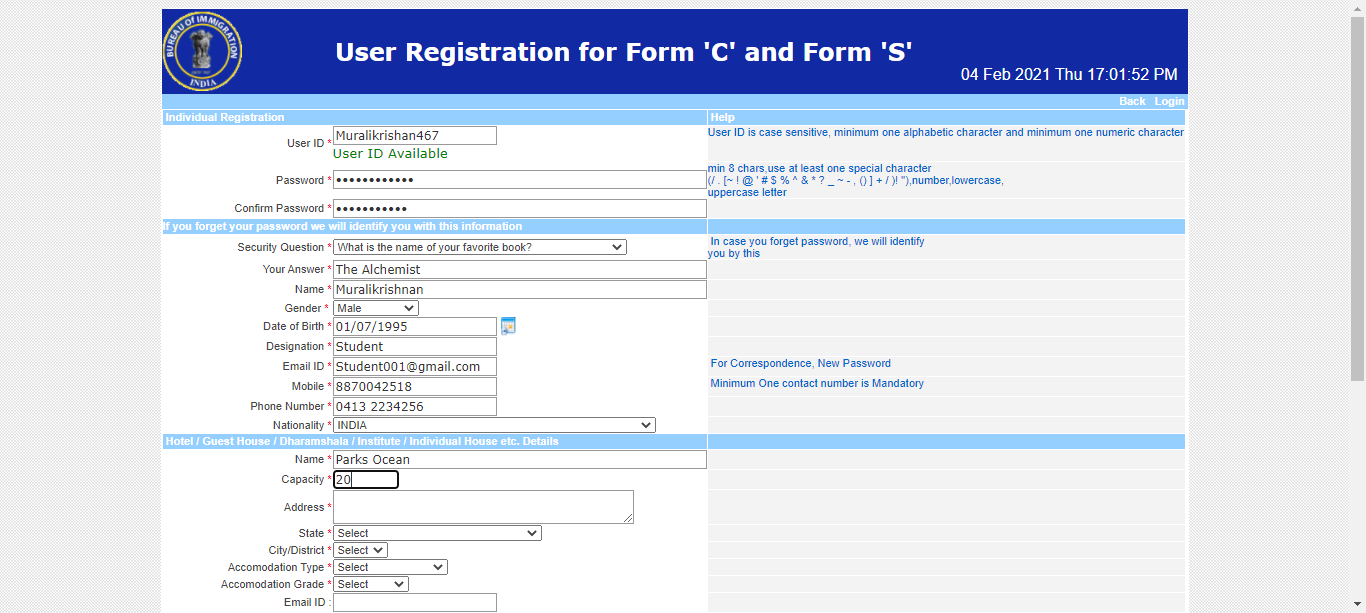 BUREAU OF IMMIGRATION
INDIA
User Registration for Form 'C' and Form 'S'
04 Feb 2021 Thu 17:01:52 PM
Back Login
Individual Registration Help
User ID * Muralikrishan467 User ID is case sensitive, minimum one alphabetic character and minimum one numeric character
User ID Available
min 8 chars,use at least one special character
Password * •••••••••••• (/ . [~ ! @ ' # $ % ^ & * ? _ ~ - , () ] + / )! "),number,lowercase,
uppercase letter
Confirm Password * •••••••••••
If you forget your password we will identify you with this information
Security Question * What is the name of your favorite book? In case you forget password, we will identify
you by this
Your Answer * The Alchemist
Name * Muralikrishnan
Gender * Male
Date of Birth * 01/07/1995
Designation * Student
Email ID * Student001@gmail.com For Correspondence, New Password
Mobile * 8870042518 Minimum One contact number is Mandatory
Phone Number * 0413 2234256
Nationality * INDIA
Hotel / Guest House / Dharamshala / Institute / Individual House etc. Details
Name * Parks Ocean
Capacity * 20
Address *
State * Select
City/District * Select
Accomodation Type * Select
Accomodation Grade * Select
Email ID :